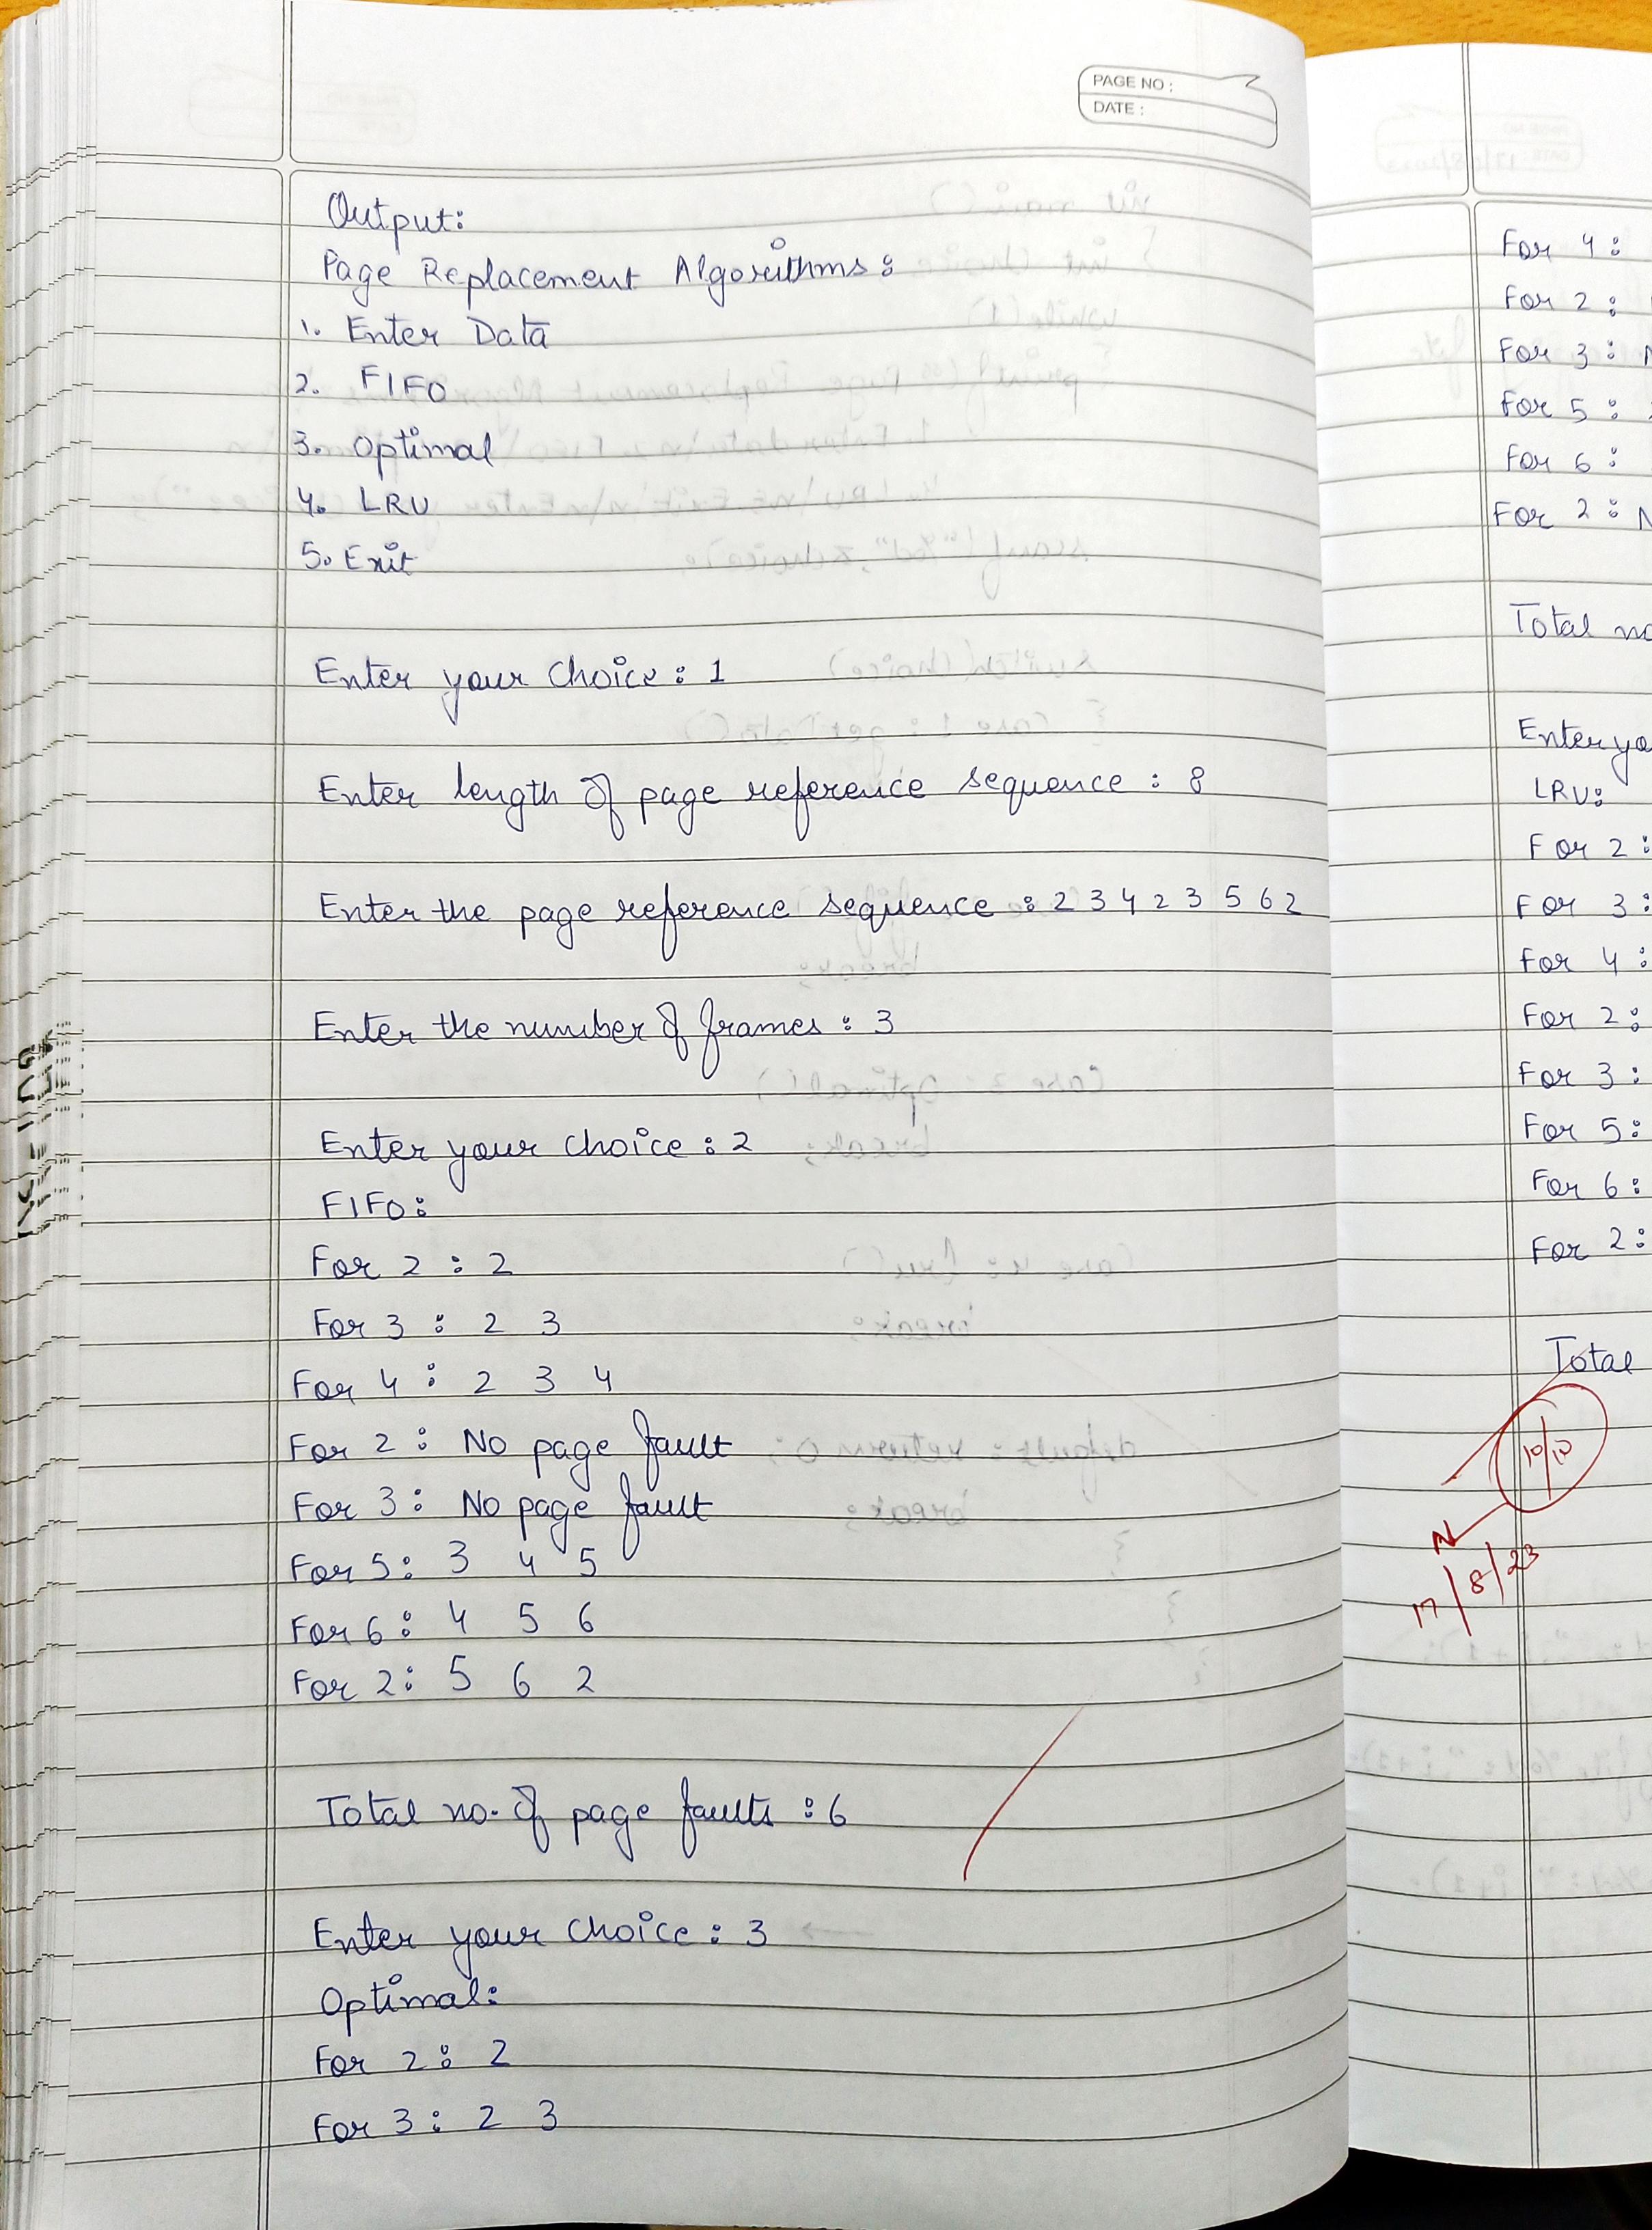 PAGE NO :
DATE :
Output:
Page Replacement Algorithms:
1. Enter Data
2. FIFO
3. Optimal
4. LRU
5. Exit
Enter your choice : 1
Enter length of page reference sequence : 8
Enter the page reference sequence : 2 3 4 2 3 5 6 2
Enter the number of frames : 3
Enter your choice : 2
FIFO:
For 2 : 2
For 3 : 2 3
For 4 : 2 3 4
For 2 : No page fault
For 3 : No page fault
For 5 : 3 4 5
For 6 : 4 5 6
For 2 : 5 6 2
Total no. of page faults : 6
Enter your choice : 3
Optimal:
For 2 : 2
For 3 : 2 3
For 4 :
For 2 :
For 3 : N
For 5 :
For 6 :
For 2 : N
Total no
Enter yo
LRU:
For 2 :
For 3 :
For 4 :
For 2 :
For 3 :
For 5 :
For 6 :
For 2 :
Total
10/10
N
17/8/23